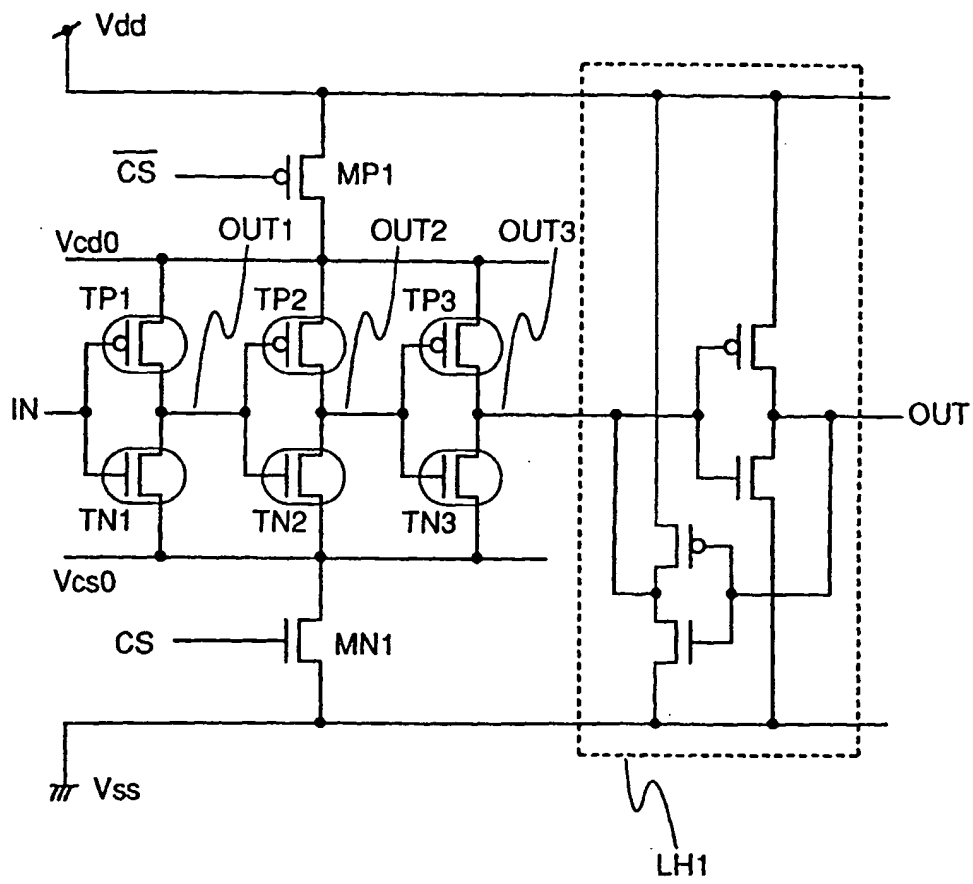 Vdd
C̅S̅
MP1
OUT1
OUT2
OUT3
Vcd0
TP1
TP2
TP3
IN
OUT
TN1
TN2
TN3
Vcs0
CS
MN1
Vss
LH1